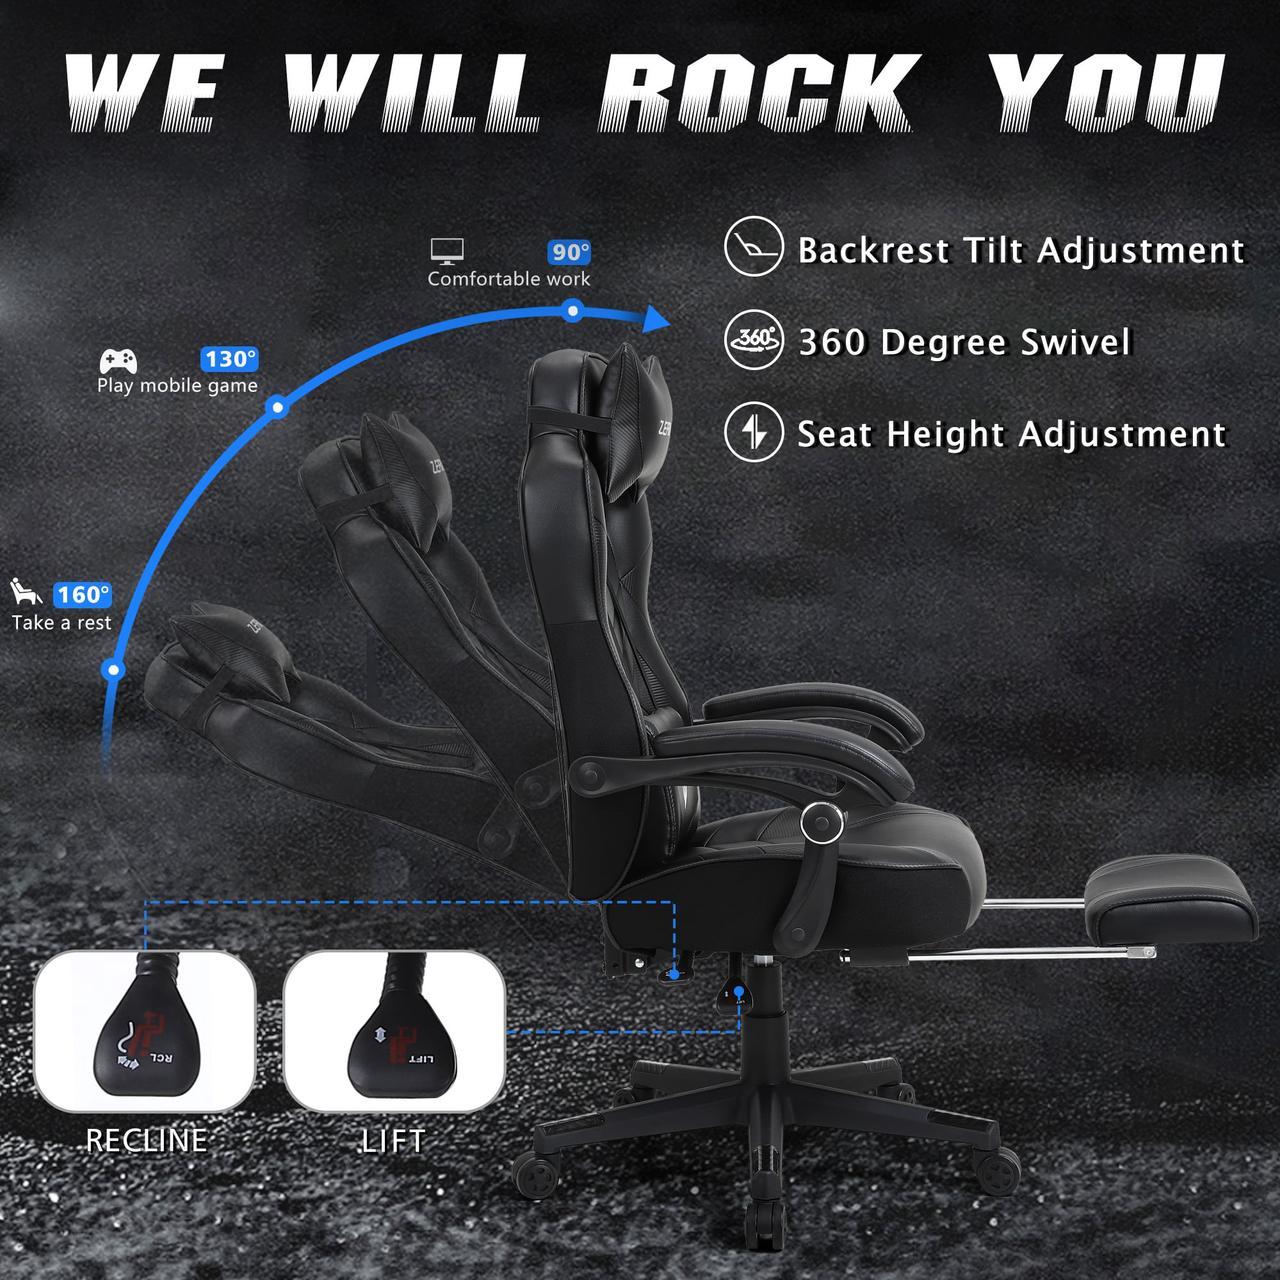 WE WILL ROCK YOU
90°
Comfortable work
130°
Play mobile game
160°
Take a rest
Backrest Tilt Adjustment
360°
360 Degree Swivel
Seat Height Adjustment
RCL
LIFT
RECLINE
LIFT